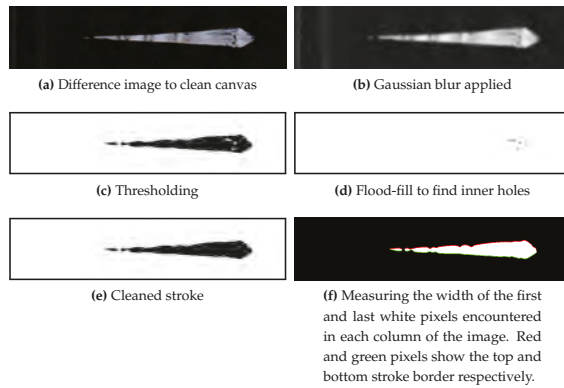 (a) Difference image to clean canvas
(b) Gaussian blur applied
(c) Thresholding
(d) Flood-fill to find inner holes
(e) Cleaned stroke
(f) Measuring the width of the first
and last white pixels encountered
in each column of the image. Red
and green pixels show the top and
bottom stroke border respectively.